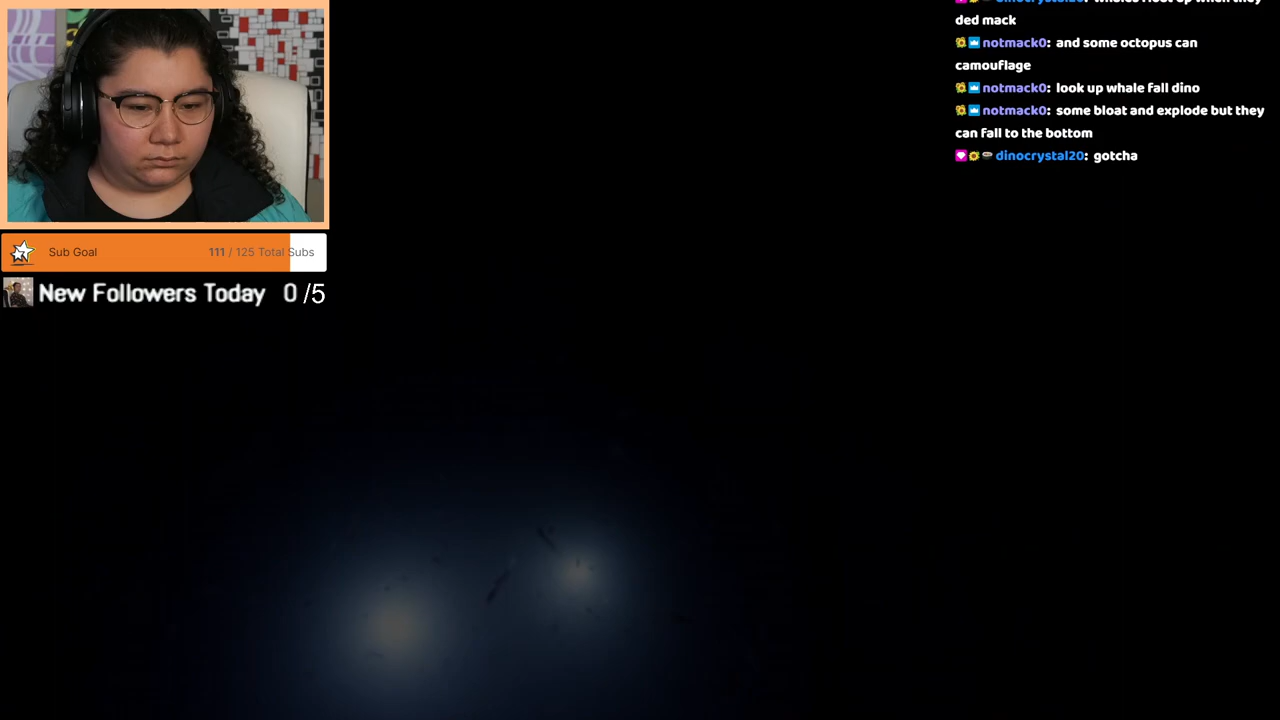 Sub Goal 111 / 125 Total Subs
New Followers Today 0 /5
ded mack
notmack0: and some octopus can
camouflage
notmack0: look up whale fall dino
notmack0: some bloat and explode but they
can fall to the bottom
dinocrystal20: gotcha